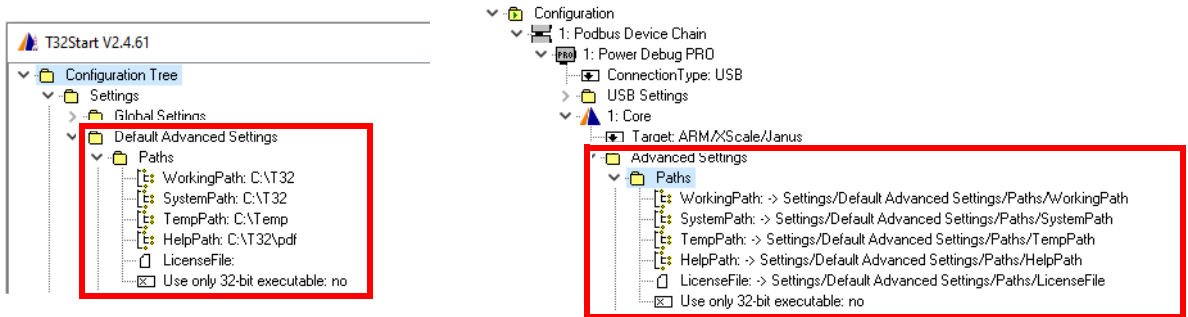 T32Start V2.4.61
Configuration Tree
Settings
Global Settings
Default Advanced Settings
Paths
WorkingPath: C:\T32
SystemPath: C:\T32
TempPath: C:\Temp
HelpPath: C:\T32\pdf
LicenseFile:
Use only 32-bit executable: no
Configuration
1: Podbus Device Chain
PRO 1: Power Debug PRO
ConnectionType: USB
USB Settings
1: Core
Target: ARM/XScale/Janus
Advanced Settings
Paths
WorkingPath: -> Settings/Default Advanced Settings/Paths/WorkingPath
SystemPath: -> Settings/Default Advanced Settings/Paths/SystemPath
TempPath: -> Settings/Default Advanced Settings/Paths/TempPath
HelpPath: -> Settings/Default Advanced Settings/Paths/HelpPath
LicenseFile: -> Settings/Default Advanced Settings/Paths/LicenseFile
Use only 32-bit executable: no